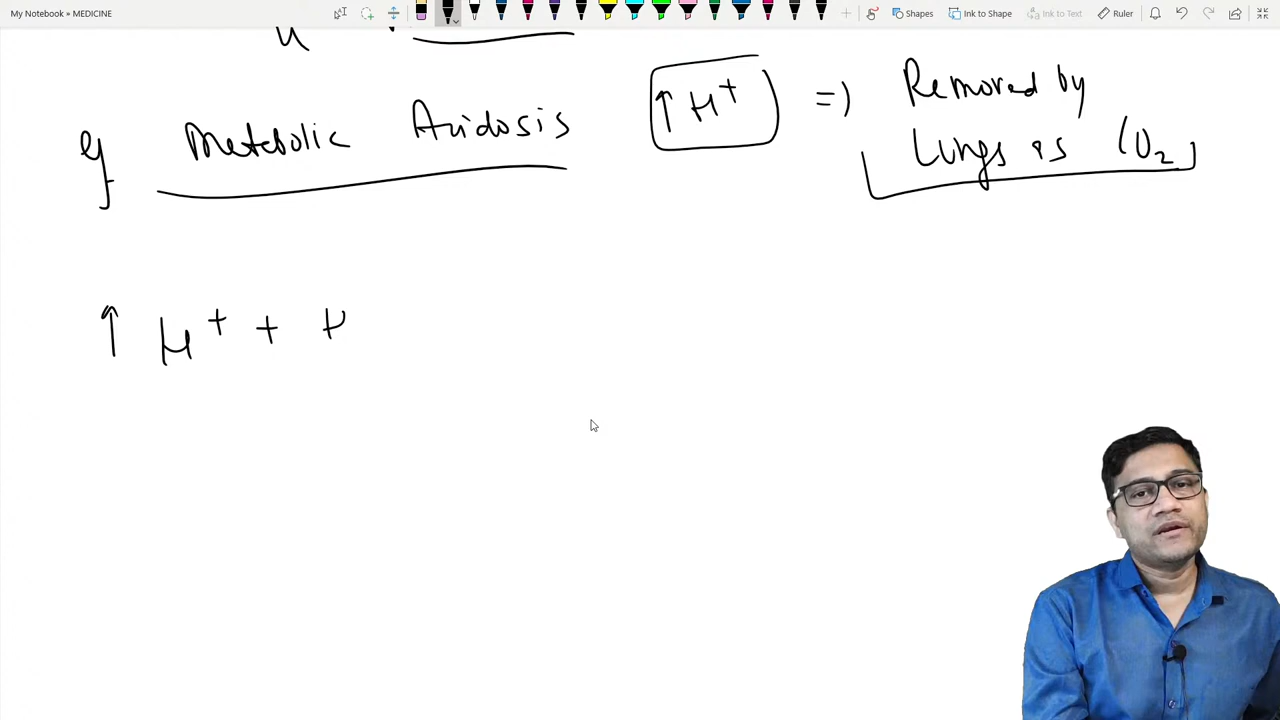 My Notebook » MEDICINE
Shapes Ink to Shape Ink to Text Ruler
↑ H+ => Removed by
eg Metabolic Acidosis
Lungs as CO2
↑ H+ + H